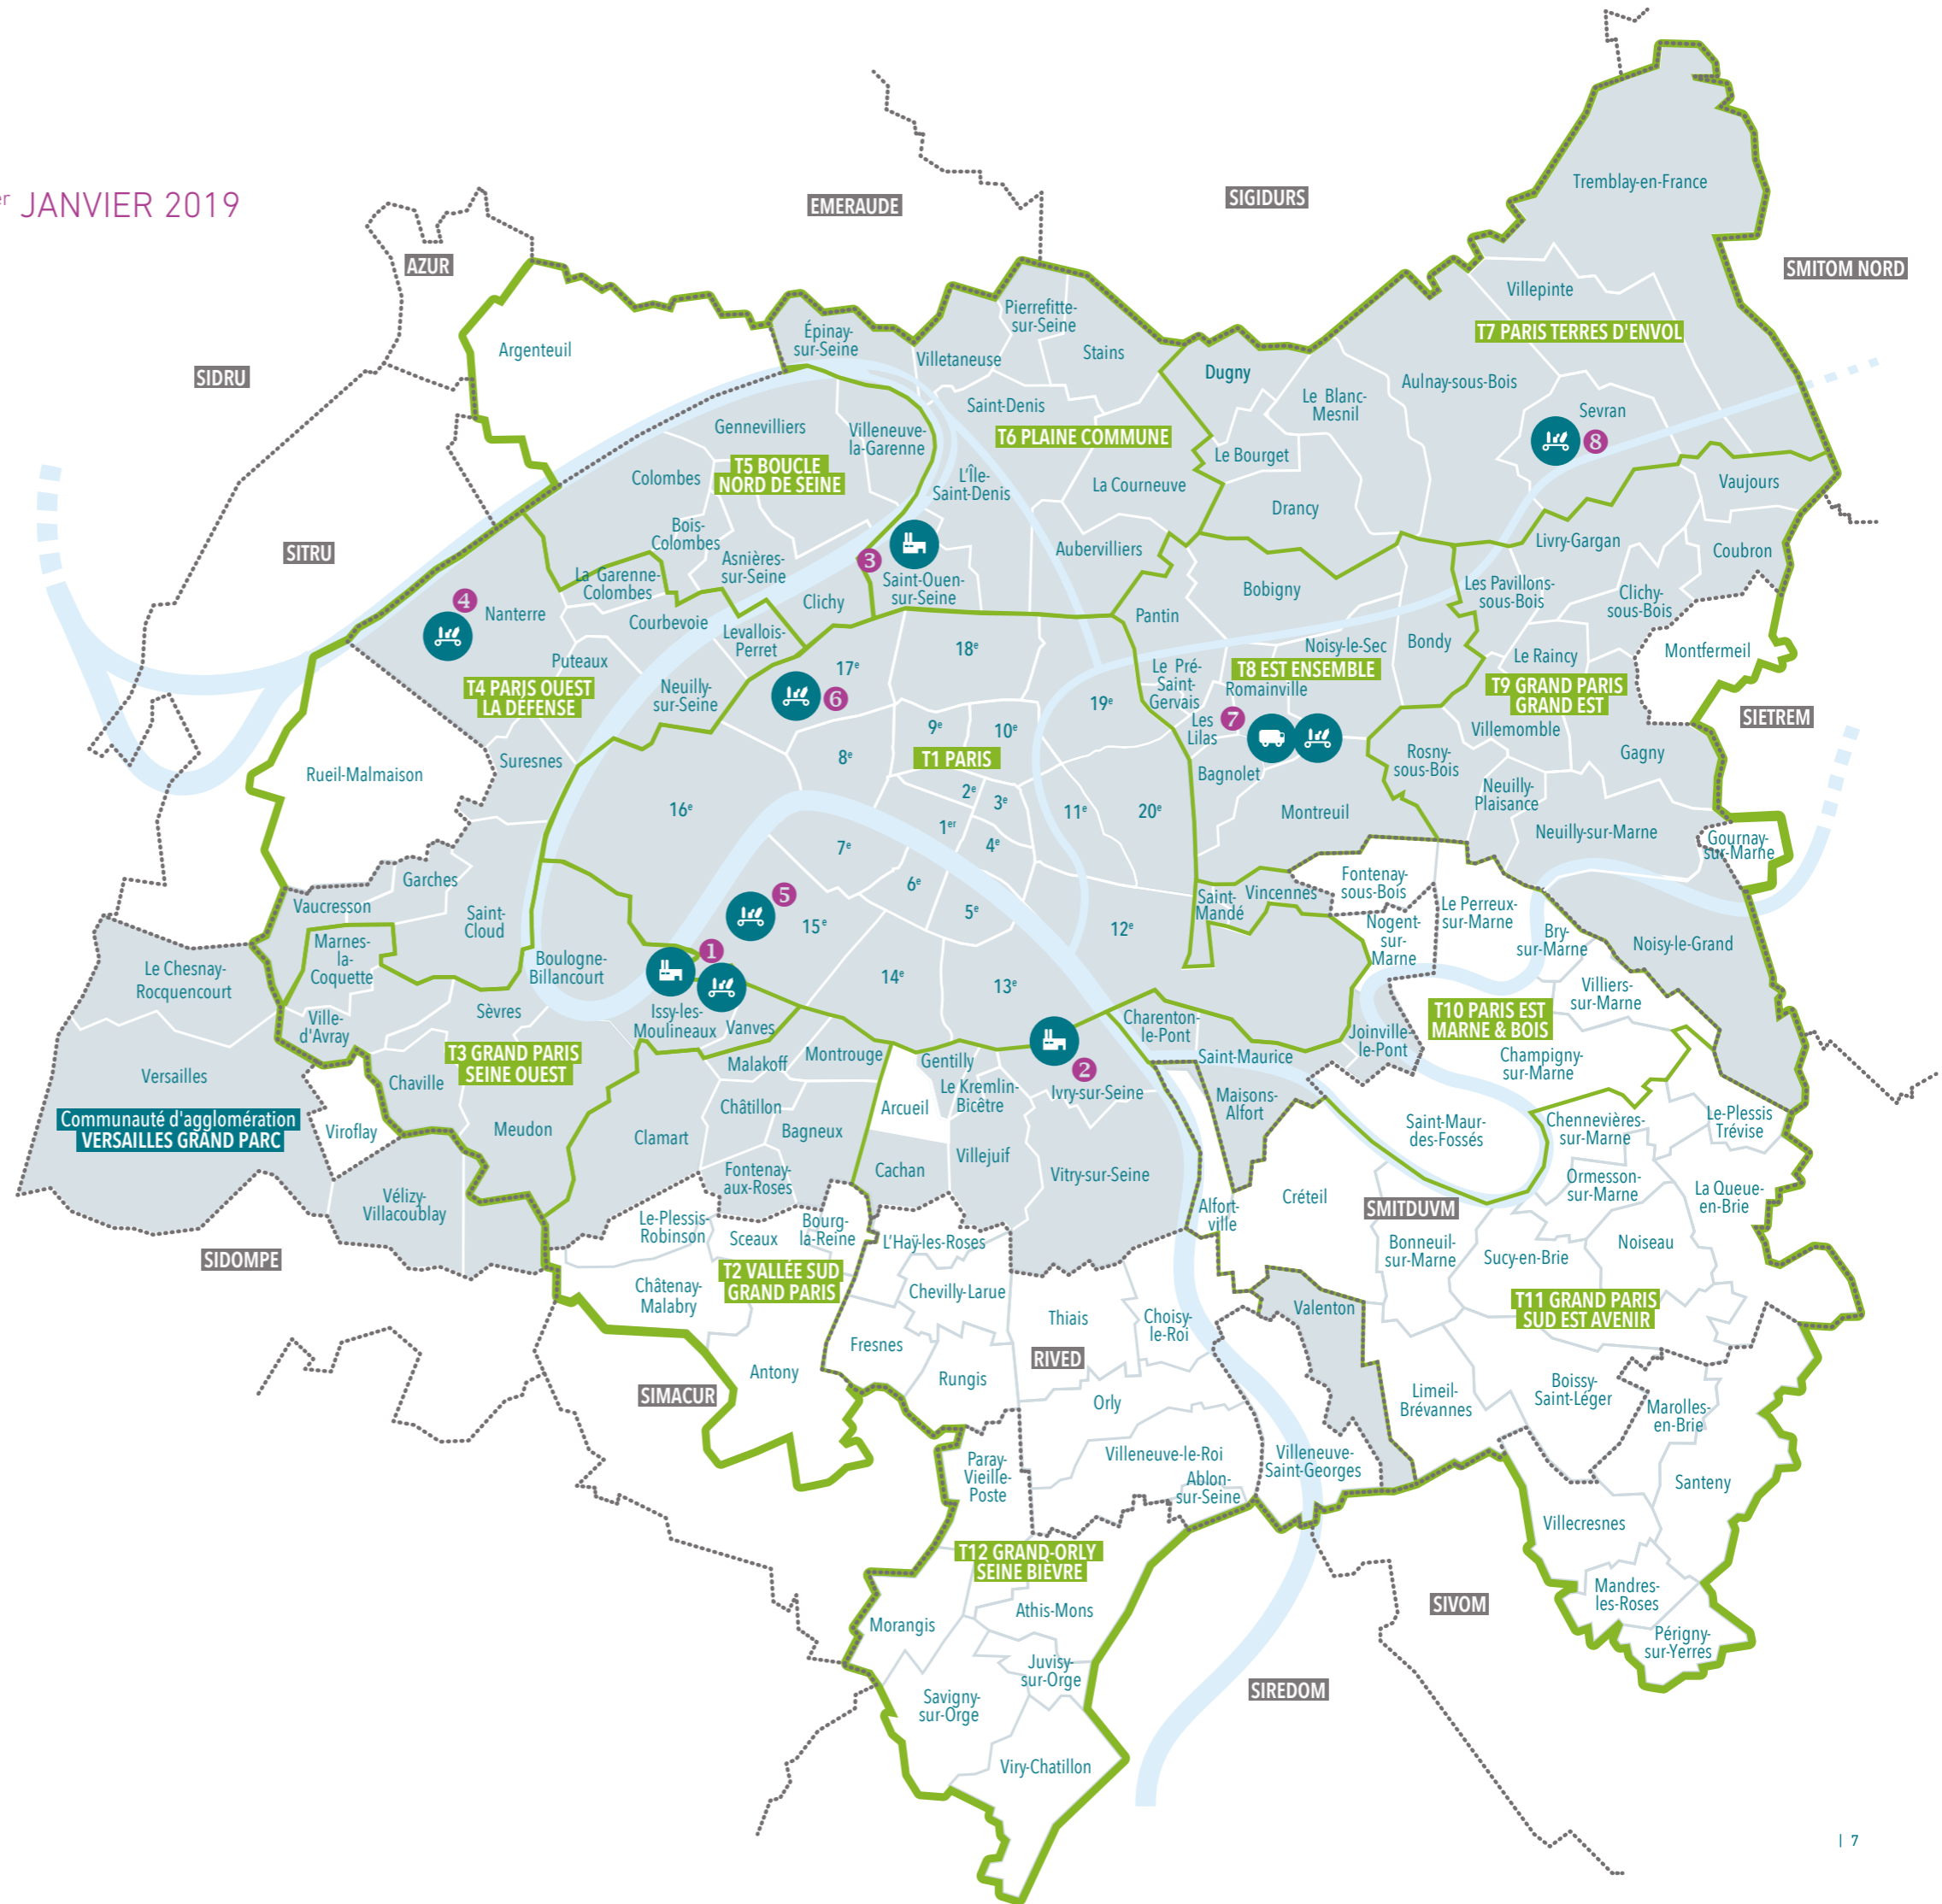 er JANVIER 2019
EMERAUDE
SIGIDURS
AZUR
SMITOM NORD
SIDRU
SITRU
SIETREM
SIDOMPE
SIMACUR
RIVED
SMITDUVM
SIVOM
SIREDOM
Tremblay-en-France
Villepinte
T7 PARIS TERRES D'ENVOL
Aulnay-sous-Bois
Sevran
8
Dugny
Le Blanc-
Mesnil
Le Bourget
Drancy
Pierrefitte-
sur-Seine
Épinay-
sur-Seine
Villetaneuse
Stains
Saint-Denis
T6 PLAINE COMMUNE
L'Île-
Saint-Denis
La Courneuve
Aubervilliers
3
Saint-Ouen-
sur-Seine
Argenteuil
Gennevilliers
Villeneuve-
la-Garenne
T5 BOUCLE
NORD DE SEINE
Colombes
Bois-
Colombes
Asnières-
sur-Seine
Clichy
La Garenne-
Colombes
Courbevoie
Levallois-
Perret
4
Nanterre
Puteaux
T4 PARIS OUEST
LA DÉFENSE
Neuilly-
sur-Seine
Suresnes
Rueil-Malmaison
Garches
Vaucresson
Saint-
Cloud
Vaujours
Livry-Gargan
Coubron
Les Pavillons-
sous-Bois
Clichy-
sous-Bois
Montfermeil
Le Raincy
T9 GRAND PARIS
GRAND EST
Villemomble
Gagny
Rosny-
sous-Bois
Neuilly-
Plaisance
Neuilly-sur-Marne
Gournay-
sur-Marne
Noisy-le-Grand
Bobigny
Pantin
Bondy
Noisy-le-Sec
Le Pré-
Saint-
Gervais
T8 EST ENSEMBLE
Romainville
Les
Lilas
7
Bagnolet
Montreuil
17e
18e
6
19e
9e
10e
8e
T1 PARIS
2e
3e
16e
11e
20e
1er
4e
7e
6e
5e
5
15e
12e
14e
13e
1
Marnes-
la-
Coquette
Boulogne-
Billancourt
Issy-les-
Moulineaux
Vanves
Ville-
d'Avray
Sèvres
T3 GRAND PARIS
SEINE OUEST
Chaville
Meudon
Le Chesnay-
Rocquencourt
Versailles
Communauté d'agglomération
VERSAILLES GRAND PARC
Viroflay
Vélizy-
Villacoublay
Malakoff
Montrouge
Châtillon
Clamart
Bagneux
Fontenay-
aux-Roses
Le-Plessis-
Robinson
Sceaux
Bourg-
la-Reine
T2 VALLÉE SUD
GRAND PARIS
Châtenay-
Malabry
Antony
Gentilly
2
Le Kremlin-
Bicêtre
Ivry-sur-Seine
Arcueil
Cachan
Villejuif
Vitry-sur-Seine
L'Haÿ-les-Roses
Chevilly-Larue
Thiais
Choisy-
le-Roi
Fresnes
Rungis
Orly
Villeneuve-le-Roi
Ablon-
sur-Seine
Villeneuve-
Saint-Georges
Valenton
Paray-
Vieille-
Poste
T12 GRAND-ORLY
SEINE BIÈVRE
Athis-Mons
Morangis
Juvisy-
sur-Orge
Savigny-
sur-Orge
Viry-Chatillon
Saint-
Mandé
Vincennes
Fontenay-
sous-Bois
Nogent-
sur-
Marne
Le Perreux-
sur-Marne
Bry-
sur-Marne
Villiers-
sur-Marne
T10 PARIS EST
MARNE & BOIS
Charenton-
le-Pont
Saint-Maurice
Joinville-
le-Pont
Champigny-
sur-Marne
Maisons-
Alfort
Saint-Maur-
des-Fossés
Chennevières-
sur-Marne
Le-Plessis
Trévise
Alfort-
ville
Créteil
Ormesson-
sur-Marne
La Queue-
en-Brie
Bonneuil-
sur-Marne
Sucy-en-Brie
Noiseau
T11 GRAND PARIS
SUD EST AVENIR
Limeil-
Brévannes
Boissy-
Saint-Léger
Marolles-
en-Brie
Santeny
Villecresnes
Mandres-
les-Roses
Périgny-
sur-Yerres
| 7